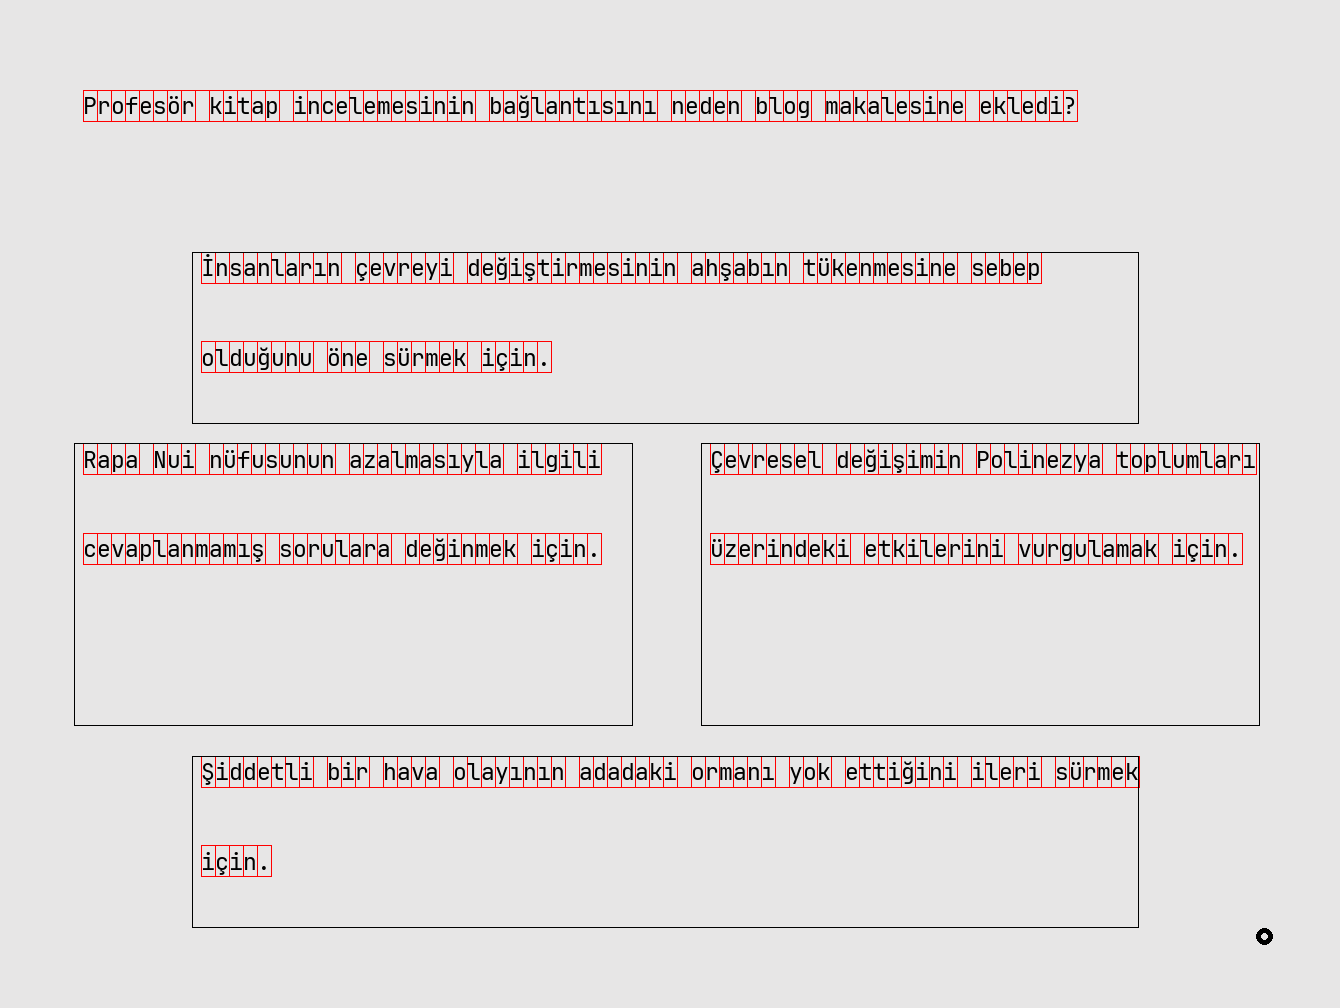 Profesör kitap incelemesinin bağlantısını neden blog makalesine ekledi?
İnsanların çevreyi değiştirmesinin ahşabın tükenmesine sebep
olduğunu öne sürmek için.
Rapa Nui nüfusunun azalmasıyla ilgili
cevaplanmamış sorulara değinmek için.
Çevresel değişimin Polinezya toplumları
üzerindeki etkilerini vurgulamak için.
Şiddetli bir hava olayının adadaki ormanı yok ettiğini ileri sürmek
için.